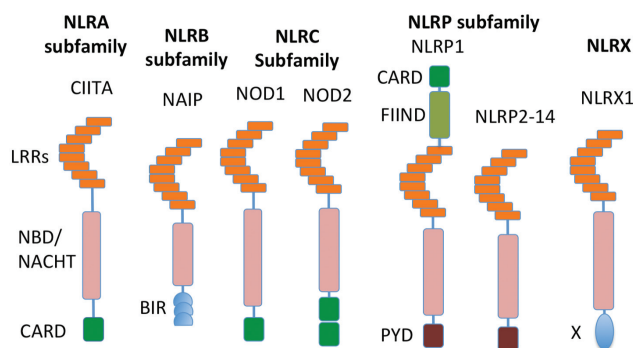 NLRA
subfamily
CIITA
NLRB
subfamily
NAIP
NLRC
Subfamily
NOD1
NOD2
NLRP subfamily
NLRP1
NLRP2-14
NLRX
NLRX1
CARD
FIIND
LRRs
NBD/
NACHT
BIR
CARD
PYD
X